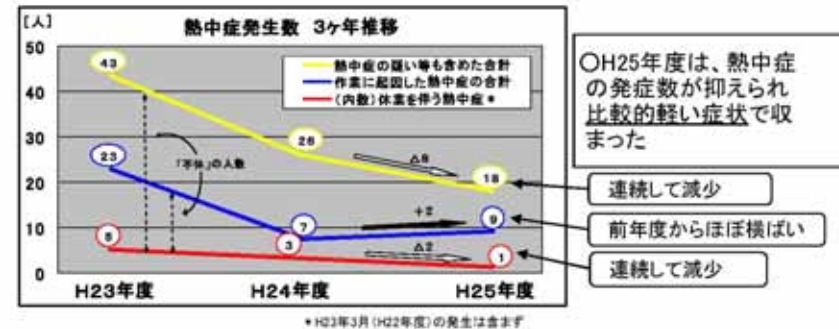 熱中症発生数 3ヶ年推移
[人]
50
40
30
20
10
0
熱中症の疑い等も含めた合計
作業に起因した熱中症の合計
(内数)休業を伴う熱中症*
43
26
18
23
7
9
5
3
1
「不休」の人数
△8
+2
△2
H23年度
H24年度
H25年度
*H23年3月(H22年度)の発生は含まず
○H25年度は、熱中症
の発症数が抑えられ
比較的軽い症状で収
まった
連続して減少
前年度からほぼ横ばい
連続して減少